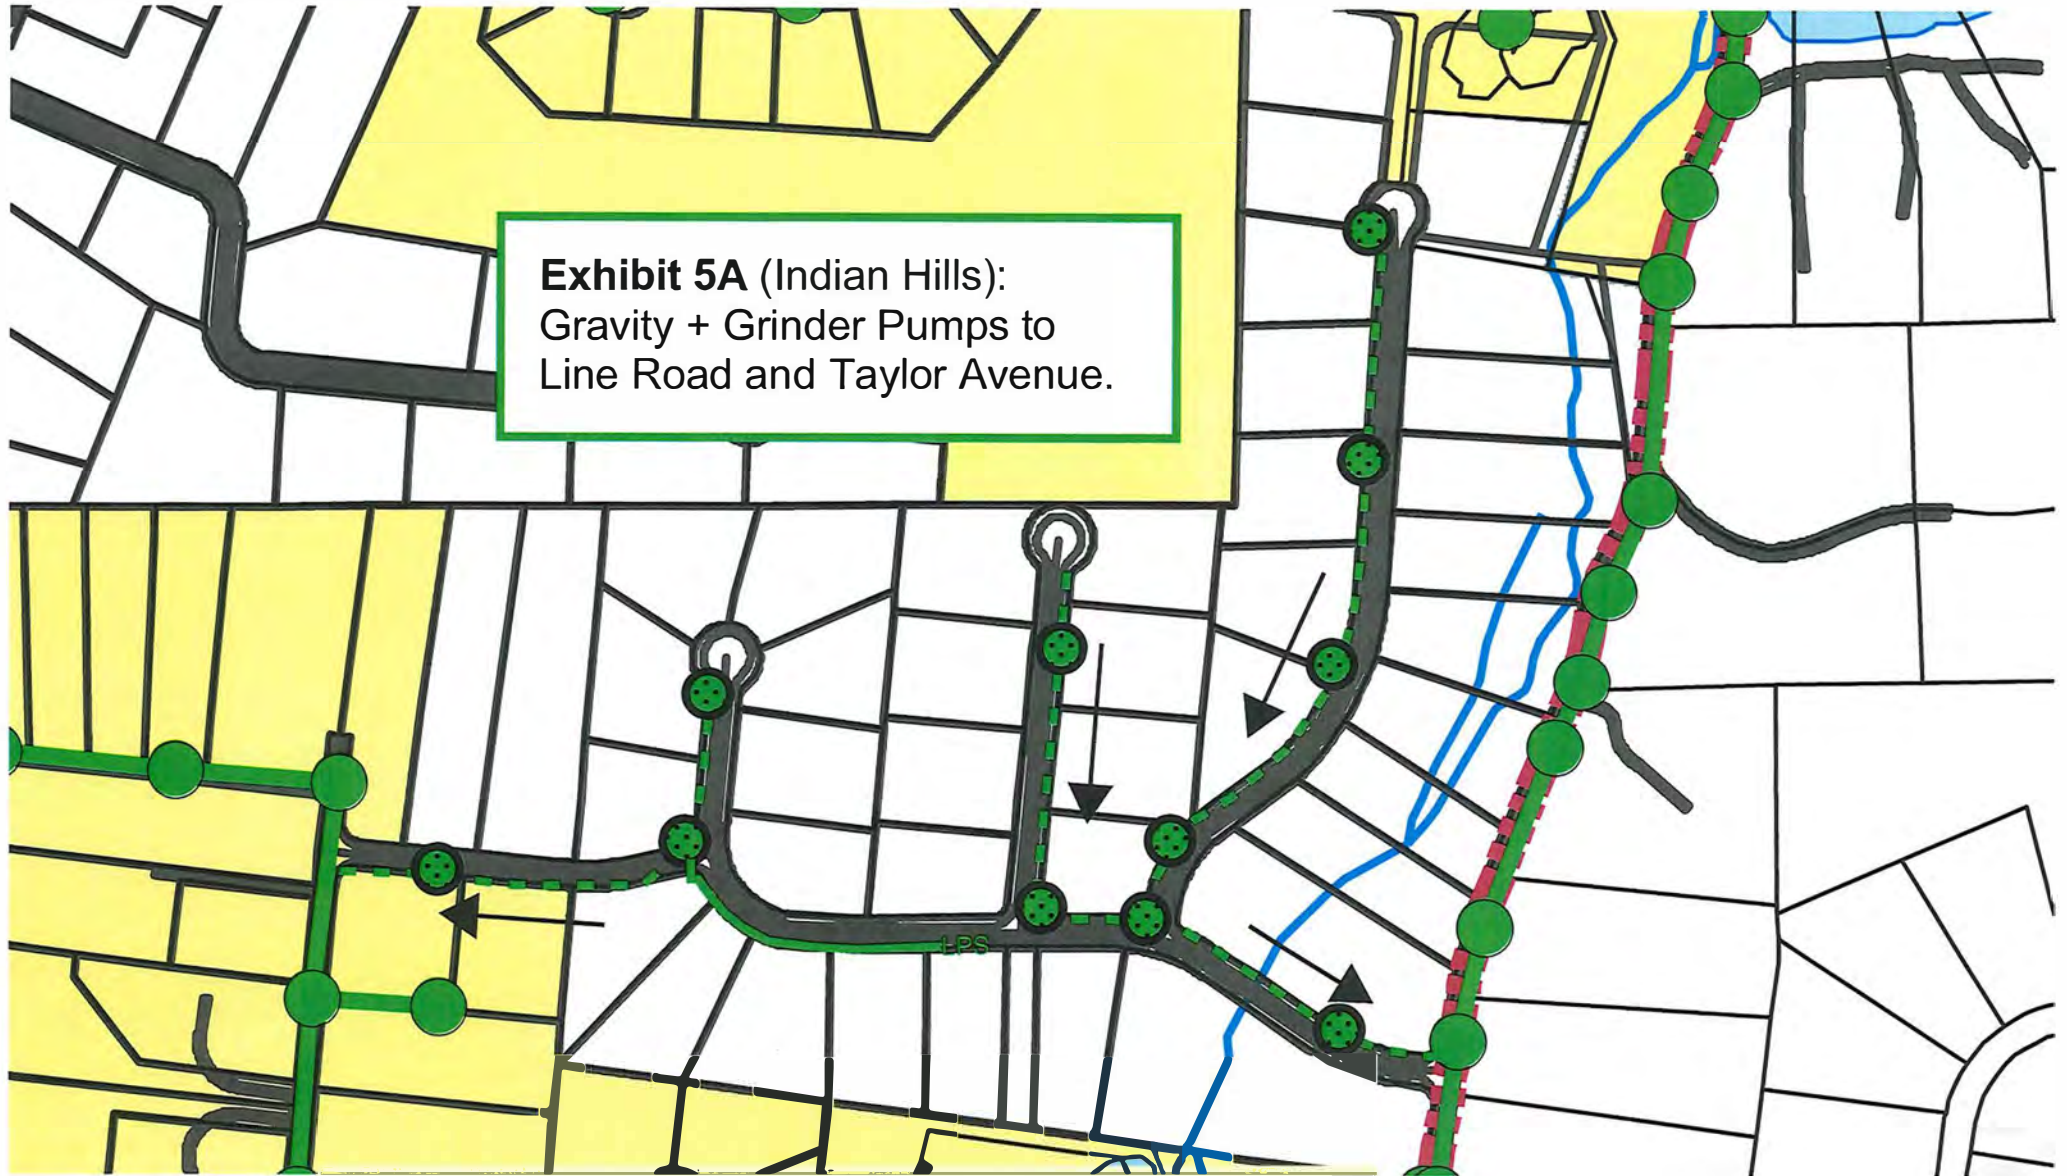 Exhibit 5A (Indian Hills):
Gravity + Grinder Pumps to
Line Road and Taylor Avenue.
LPS